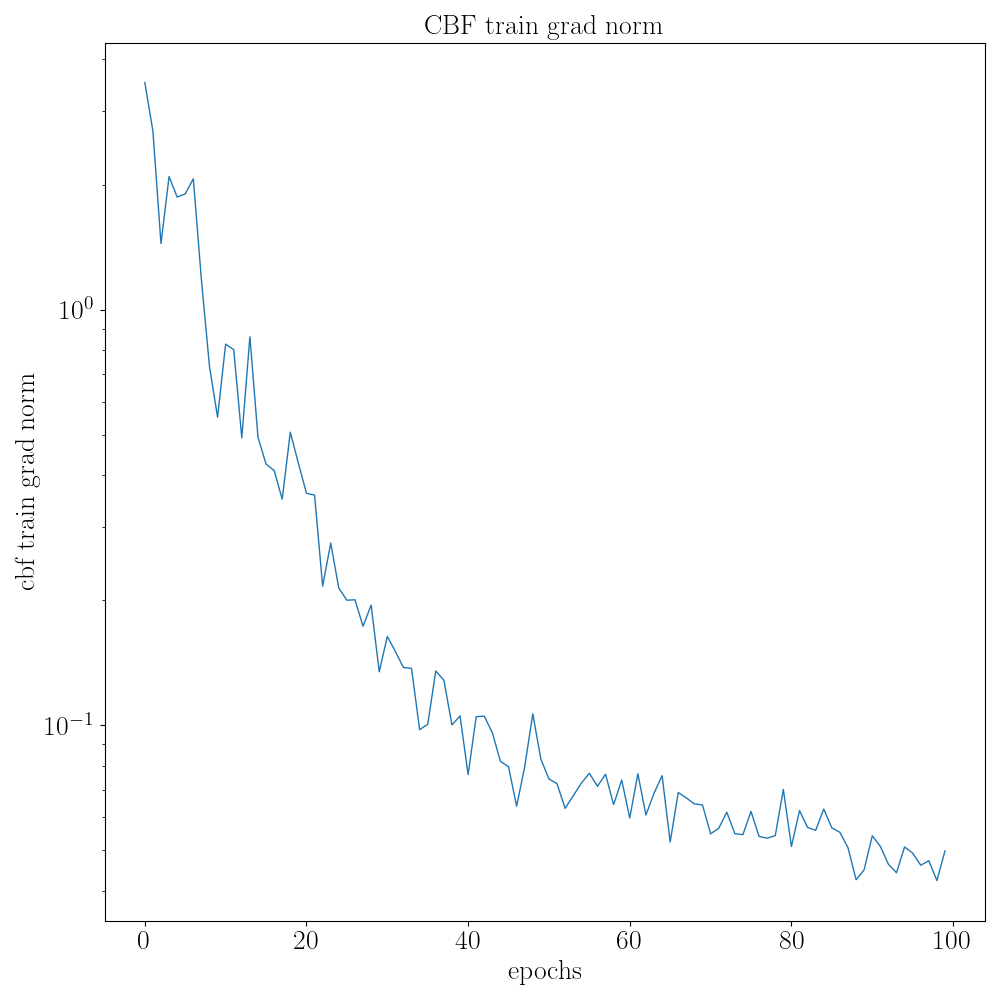 CBF train grad norm
cbf train grad norm
10^0
10^{-1}
0 20 40 60 80 100
epochs